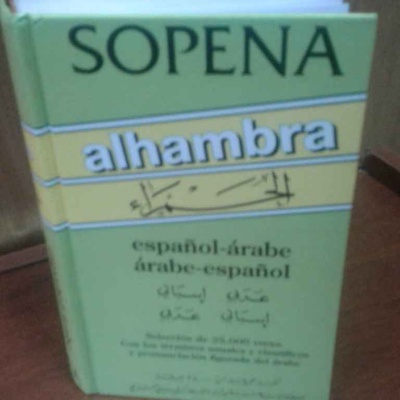 SOPENA
alhambra
الحمراء
español-árabe
árabe-español
عربي إسباني
إسباني عربي
Selección de 25.000 voces
Con los términos usuales y científicos
y pronunciación figurada del árabe